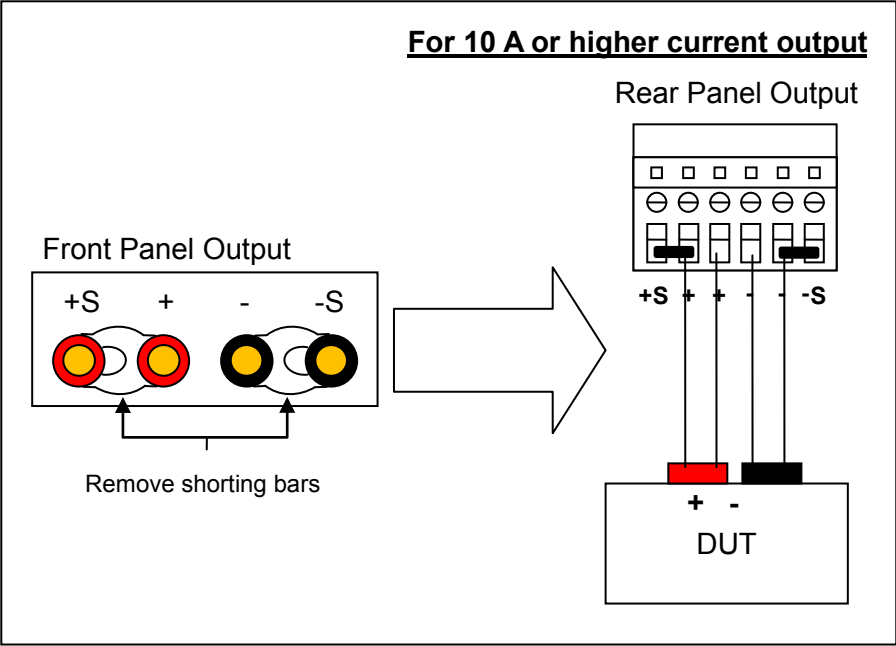 For 10 A or higher current output
Rear Panel Output
Front Panel Output
+S + - -S
+S + + - - -S
Remove shorting bars
+ -
DUT